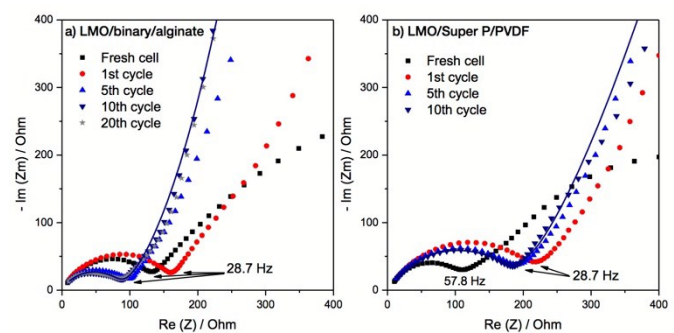 a) LMO/binary/alginate
Fresh cell
1st cycle
5th cycle
10th cycle
20th cycle
28.7 Hz
400
300
200
100
0
- Im (Zm) / Ohm
0 100 200 300 400
Re (Z) / Ohm
b) LMO/Super P/PVDF
Fresh cell
1st cycle
5th cycle
10th cycle
57.8 Hz
28.7 Hz
400
300
200
100
0
- Im (Zm) / Ohm
0 100 200 300 400
Re (Z) / Ohm